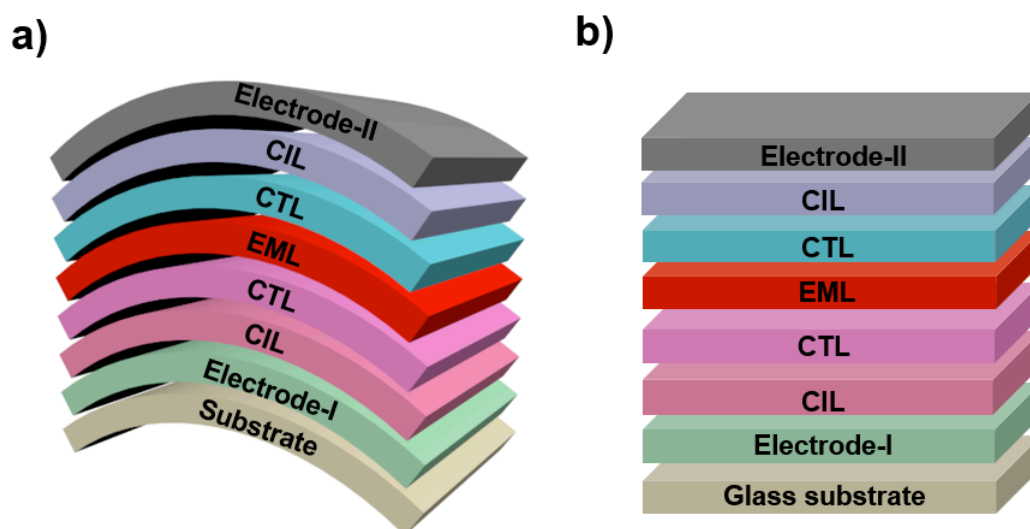 a)
Electrode-II
CIL
CTL
EML
CTL
CIL
Electrode-I
Substrate
b)
Electrode-II
CIL
CTL
EML
CTL
CIL
Electrode-I
Glass substrate